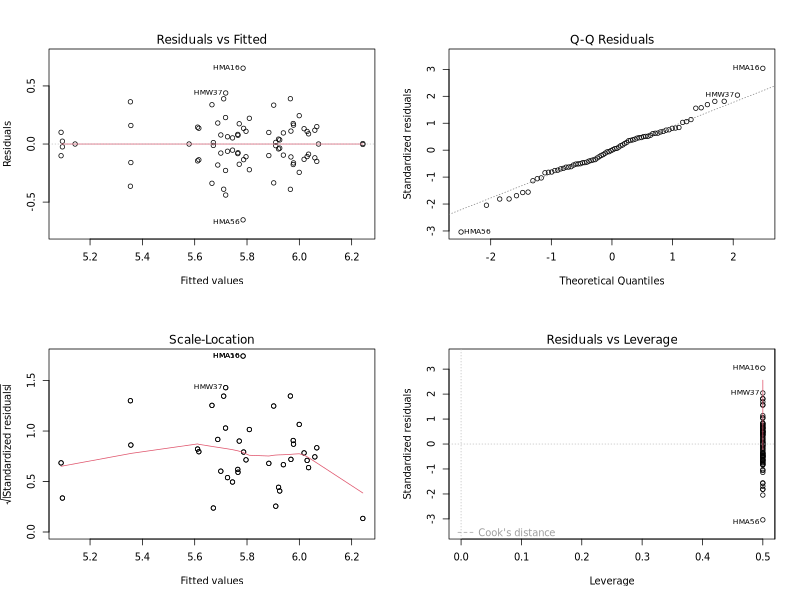 Residuals vs Fitted
Residuals
0.5
0.0
-0.5
HMA16
HMW37
HMA56
5.2 5.4 5.6 5.8 6.0 6.2
Fitted values
Q-Q Residuals
Standardized residuals
3
2
1
0
-1
-2
-3
HMA16
HMW37
HMA56
-2 -1 0 1 2
Theoretical Quantiles
Scale-Location
√|Standardized residuals|
1.5
1.0
0.5
0.0
HMA16
HMW37
5.2 5.4 5.6 5.8 6.0 6.2
Fitted values
Residuals vs Leverage
Standardized residuals
3
2
1
0
-1
-2
-3
HMA16
HMW37
HMA56
Cook's distance
0.0 0.1 0.2 0.3 0.4 0.5
Leverage